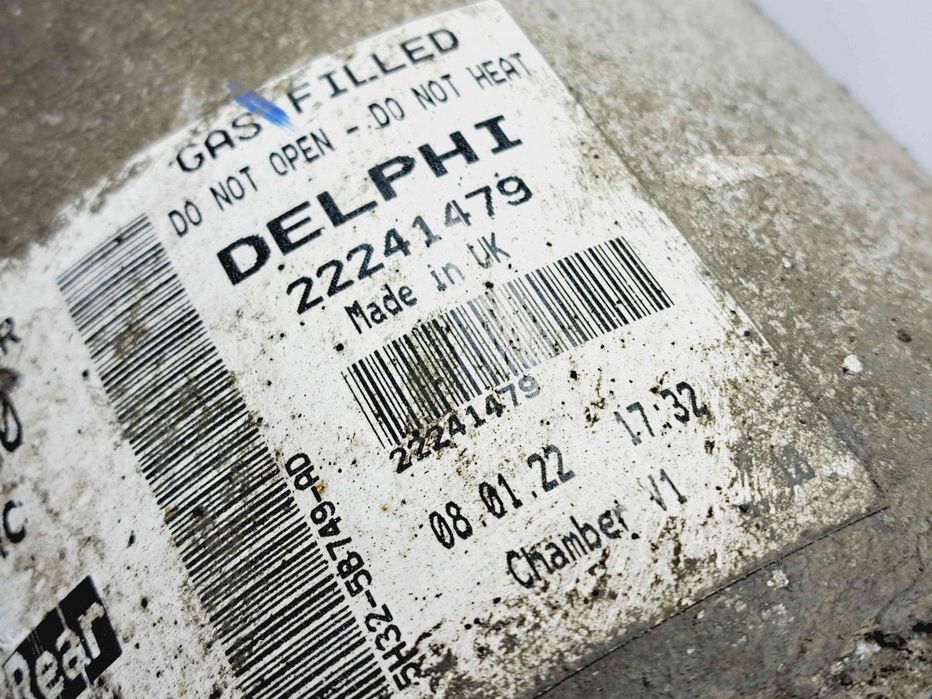 GAS FILLED
DO NOT OPEN - DO NOT HEAT
DELPHI
22241479
Made in UK
22241479
08.01.22 17:32
Chamber V1
5H32-5B749-AD
R
0
C
Rear